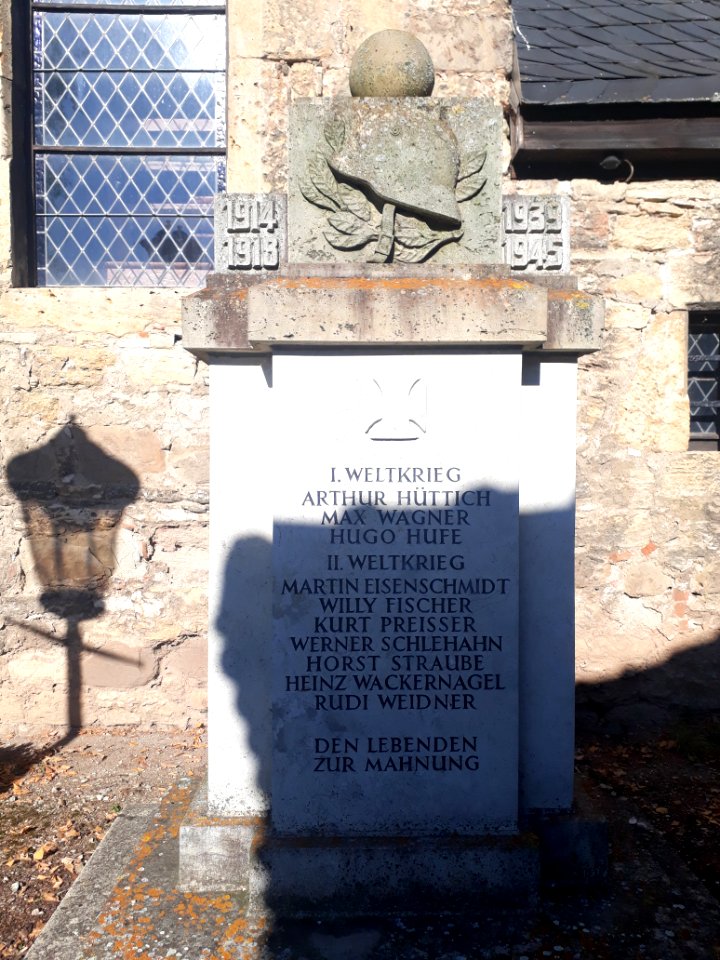 1914
1918
1939
1945
I. WELTKRIEG
ARTHUR HÜTTICH
MAX WAGNER
HUGO HUFE
II. WELTKRIEG
MARTIN EISENSCHMIDT
WILLY FISCHER
KURT PREISSER
WERNER SCHLEHAHN
HORST STRAUBE
HEINZ WACKERNAGEL
RUDI WEIDNER
DEN LEBENDEN
ZUR MAHNUNG